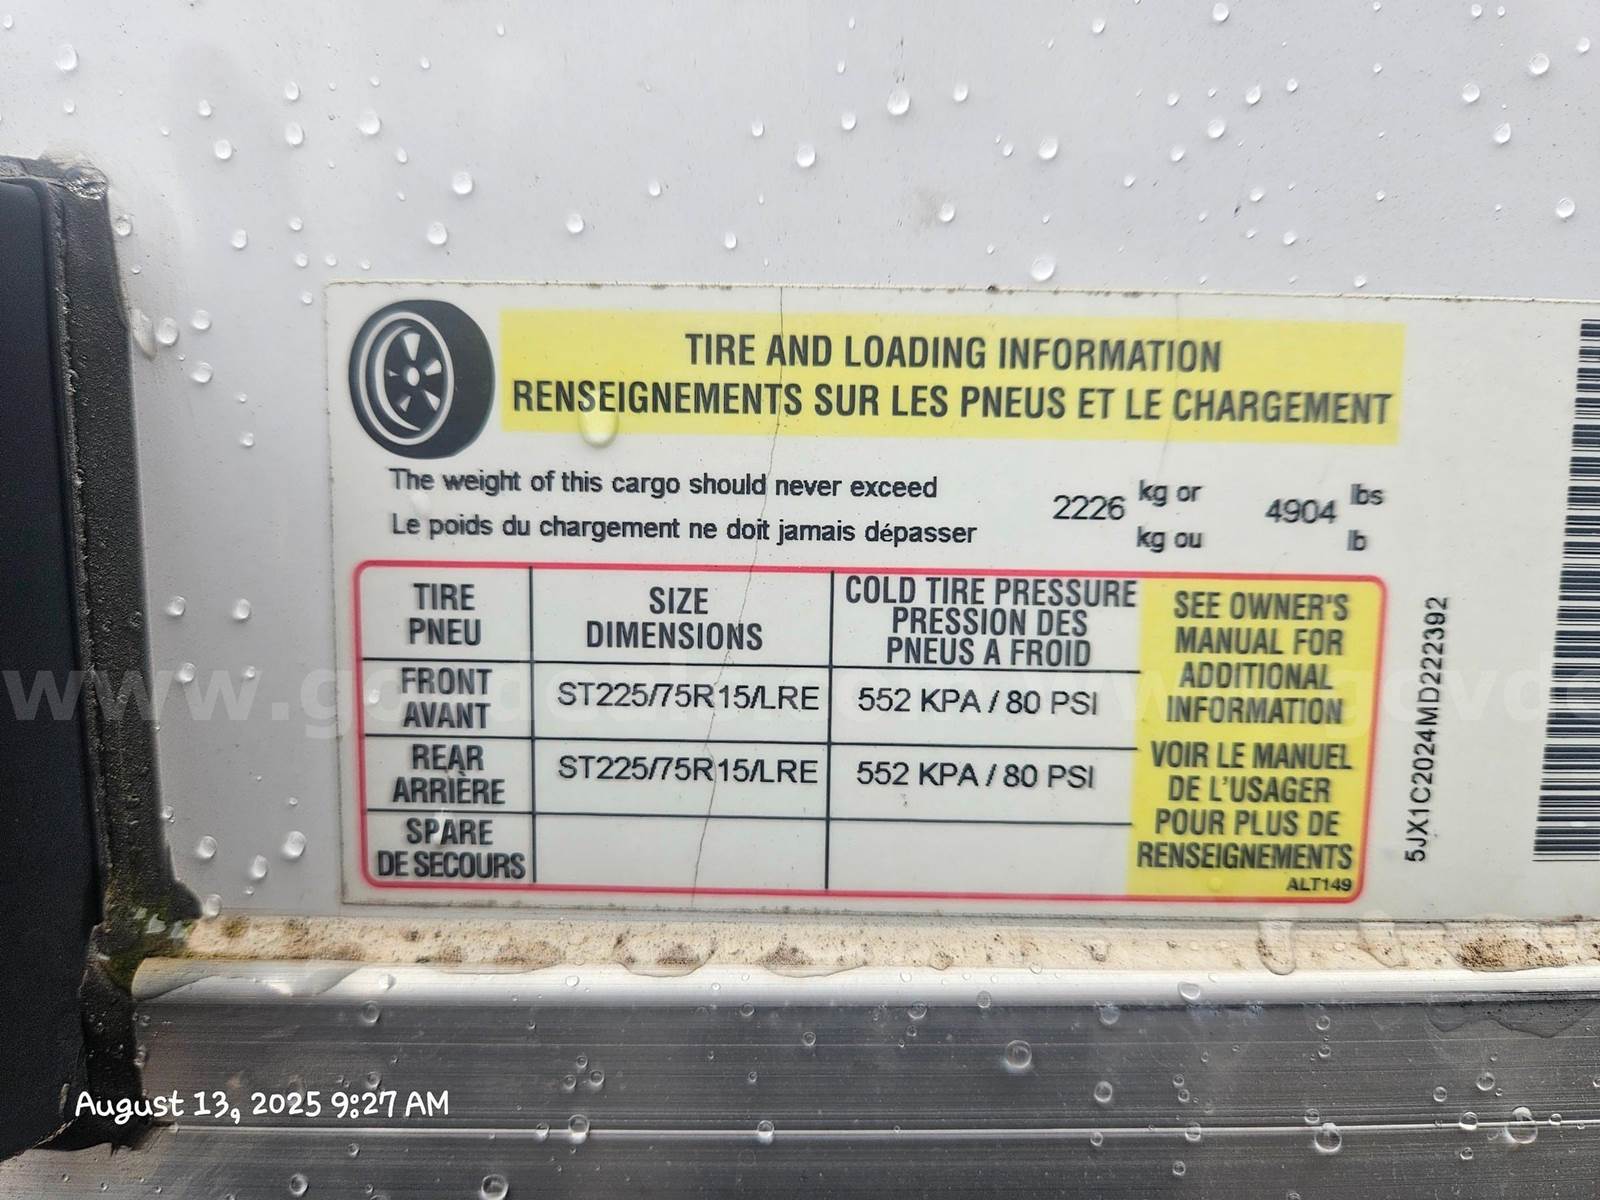 TIRE AND LOADING INFORMATION
RENSEIGNEMENTS SUR LES PNEUS ET LE CHARGEMENT
The weight of this cargo should never exceed 2226 kg or 4904 lbs
Le poids du chargement ne doit jamais dépasser kg ou lb
TIRE
PNEU
SIZE
DIMENSIONS
COLD TIRE PRESSURE
PRESSION DES
PNEUS A FROID
FRONT
AVANT
ST225/75R15/LRE
552 KPA / 80 PSI
REAR
ARRIÈRE
ST225/75R15/LRE
552 KPA / 80 PSI
SPARE
DE SECOURS
SEE OWNER'S
MANUAL FOR
ADDITIONAL
INFORMATION
VOIR LE MANUEL
DE L'USAGER
POUR PLUS DE
RENSEIGNEMENTS
ALT149
5JX1C2024MD222392
August 13, 2025 9:27 AM